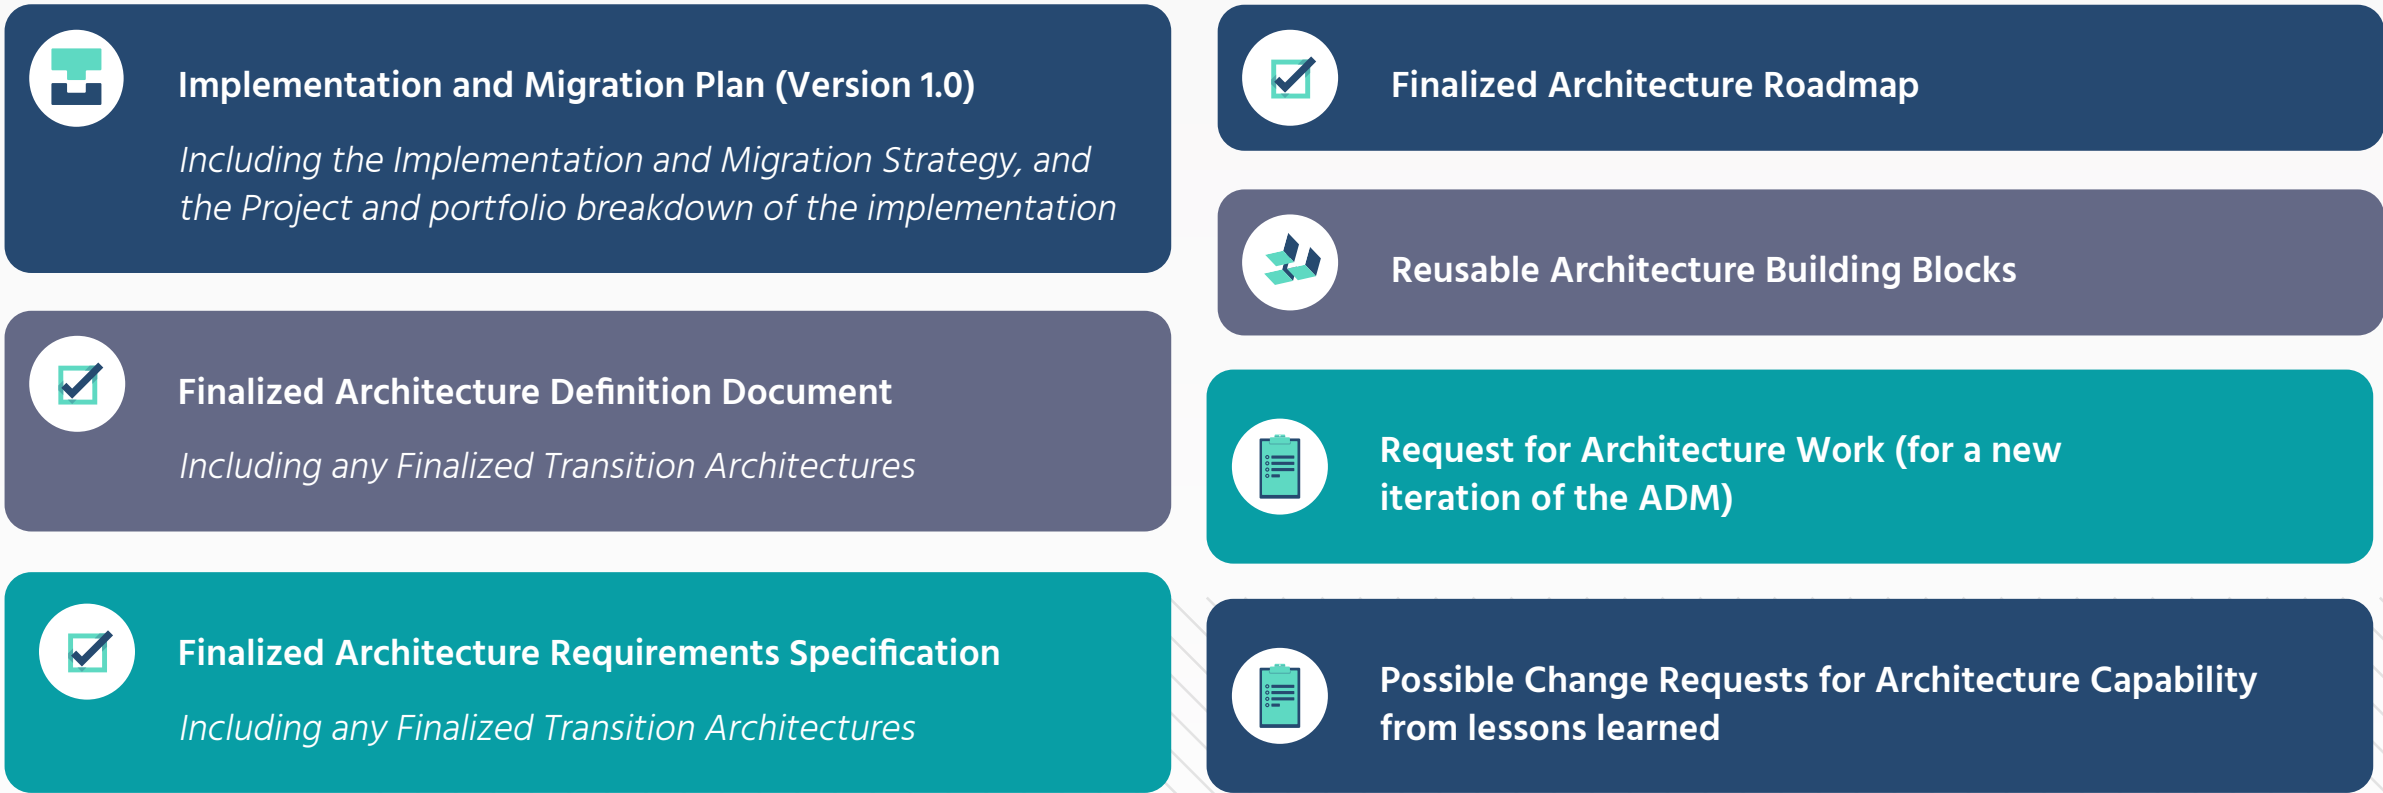 Implementation and Migration Plan (Version 1.0)
Including the Implementation and Migration Strategy, and
the Project and portfolio breakdown of the implementation
Finalized Architecture Definition Document
Including any Finalized Transition Architectures
Finalized Architecture Requirements Specification
Including any Finalized Transition Architectures
Finalized Architecture Roadmap
Reusable Architecture Building Blocks
Request for Architecture Work (for a new
iteration of the ADM)
Possible Change Requests for Architecture Capability
from lessons learned